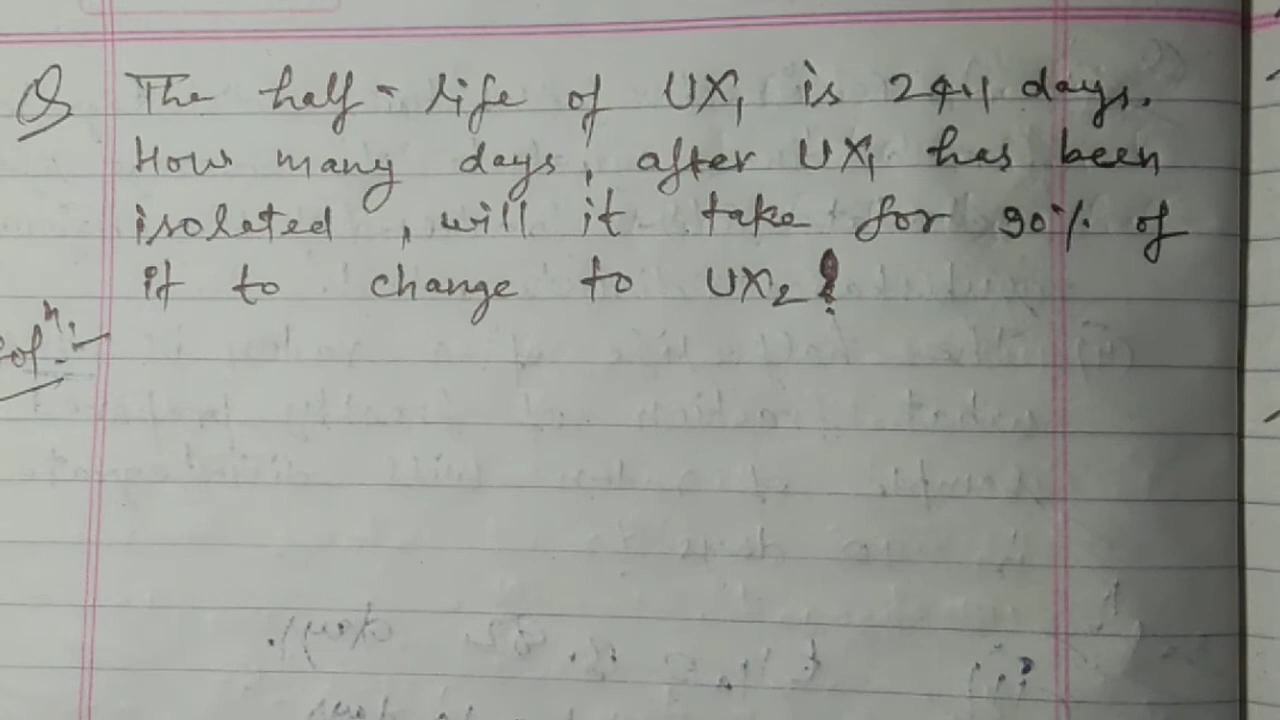 Q The half-life of UX₁ is 24.1 days.
How many days, after UX₁ has been
isolated, will it take for 90% of
it to change to UX₂?
Solⁿ.